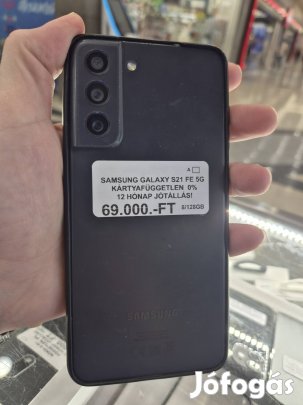 A
SAMSUNG GALAXY S21 FE 5G
KÁRTYAFÜGGETLEN 0%
12 HÓNAP JÓTÁLLÁS!
69.000.-FT 8/128GB
SAMSUNG
Jófogás